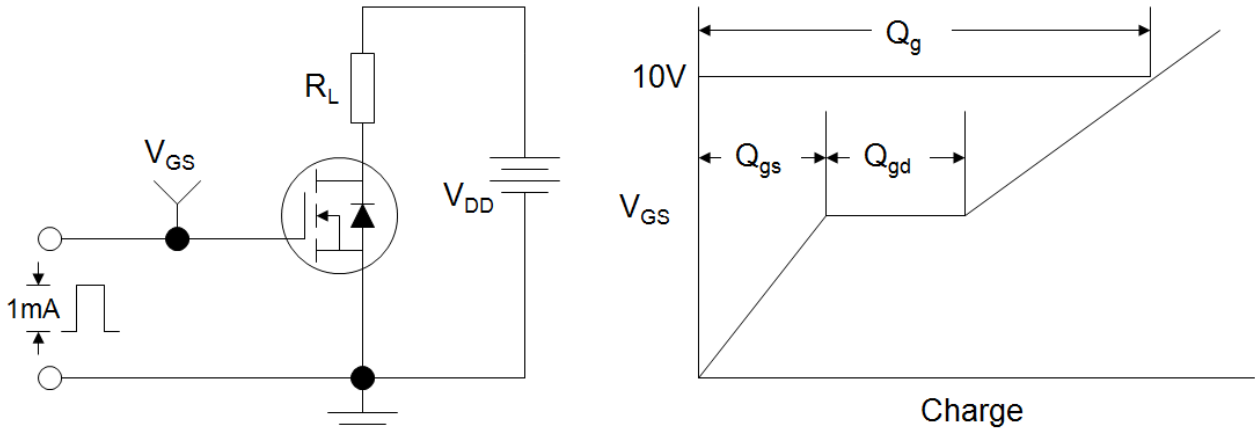 R_L
V_GS
V_DD
1mA
Q_g
10V
Q_gs
Q_gd
V_GS
Charge